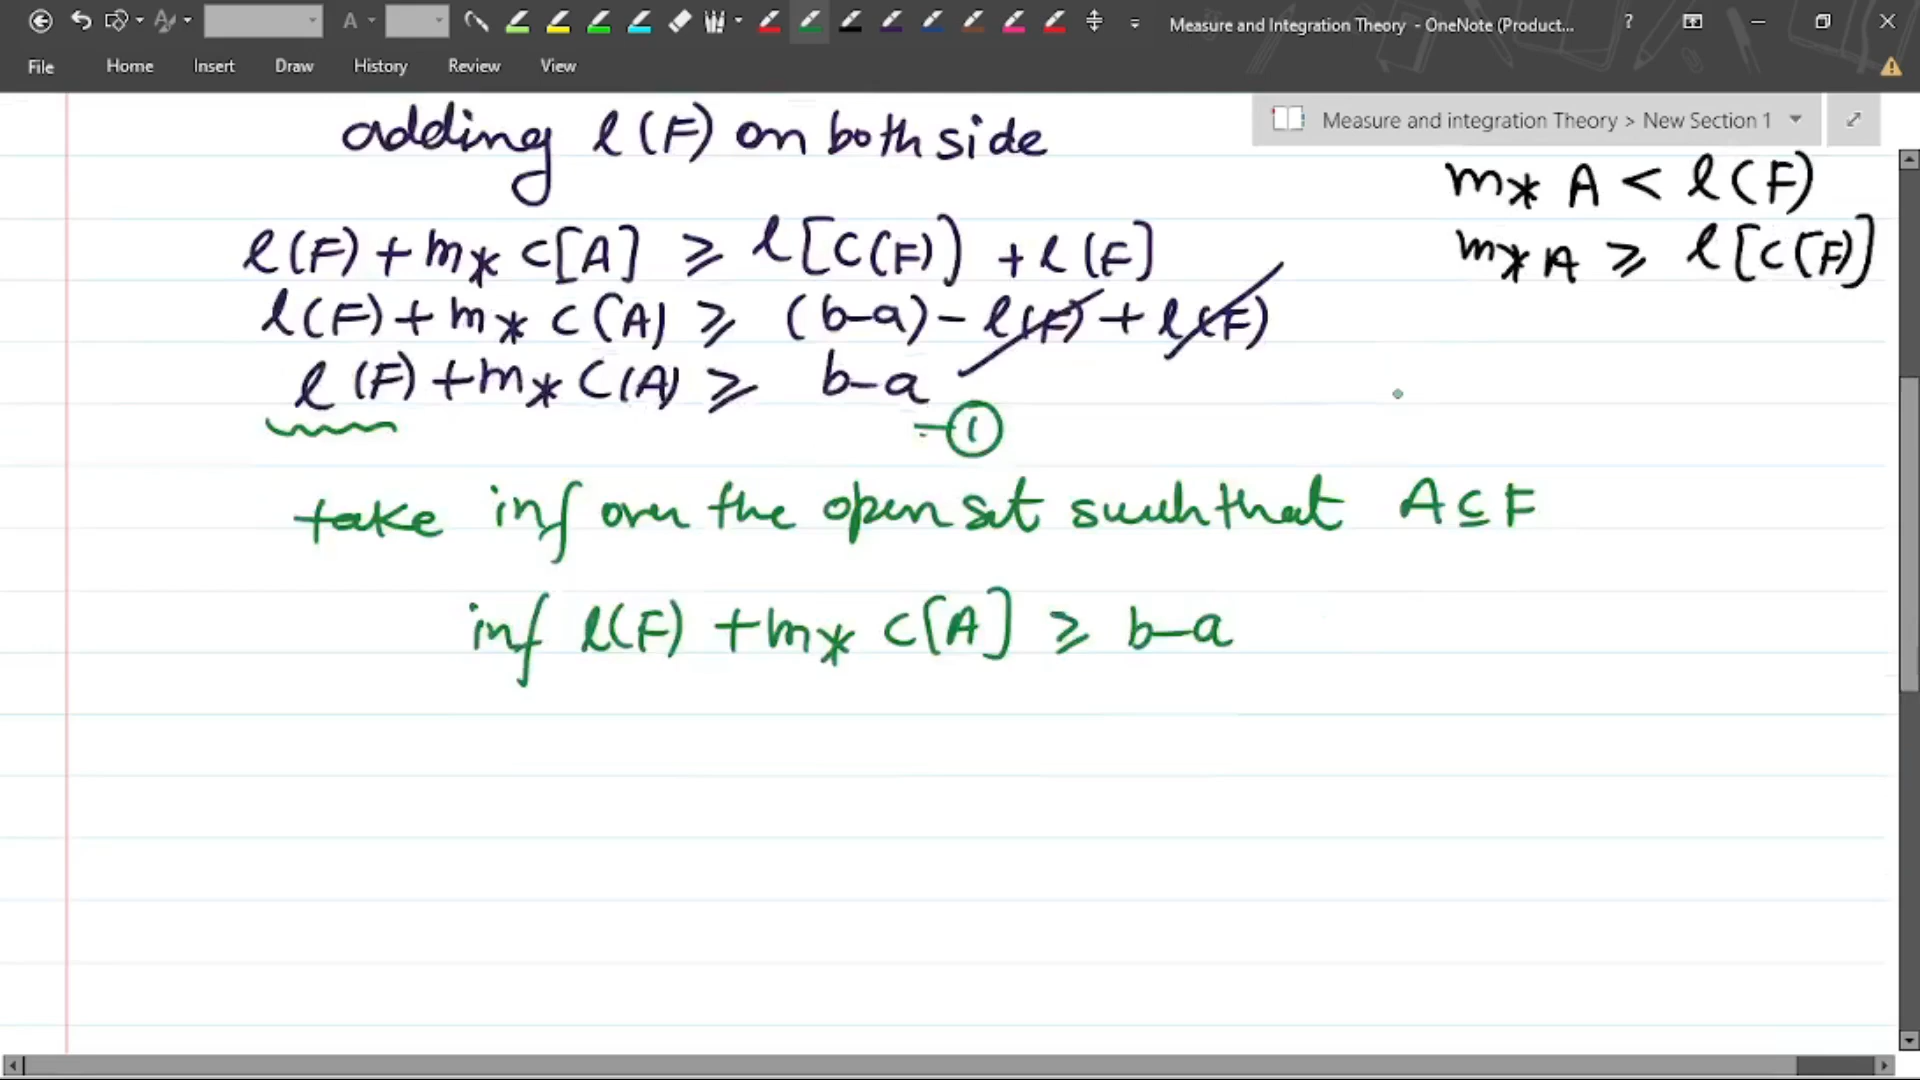 Measure and Integration Theory - OneNote (Product...
?
File Home Insert Draw History Review View
Measure and integration Theory > New Section 1
adding l(F) on both side
m* A < l(F)
m* A ⩾ l[C(F)]
l(F) + m* C[A] ⩾ l[C(F)] + l(F]
l(F) + m* C(A) ⩾ (b-a) - l(F) + l(F)
l(F) + m* C(A) ⩾ b-a
①
take inf over the open set such that A ⊆ F
inf l(F) + m* C[A] ⩾ b-a